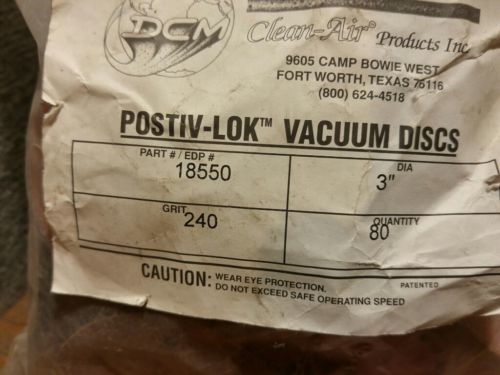 DCM
Clean-Air® Products Inc.
9605 CAMP BOWIE WEST
FORT WORTH, TEXAS 76116
(800) 624-4518
POSTIV-LOK™ VACUUM DISCS
PART # / EDP #
18550
DIA
3"
GRIT
240
QUANTITY
80
CAUTION: WEAR EYE PROTECTION.
DO NOT EXCEED SAFE OPERATING SPEED
PATENTED